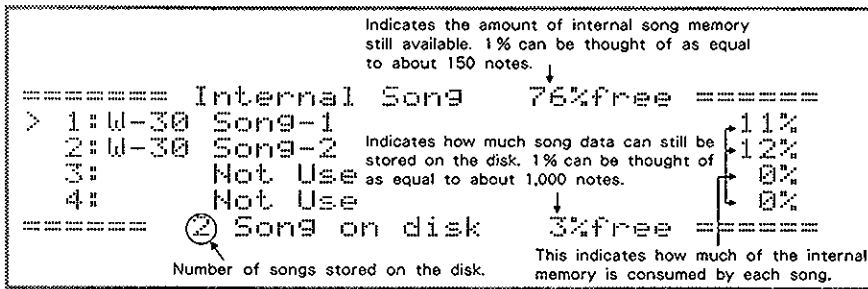 Indicates the amount of internal song memory
still available. 1% can be thought of as equal
to about 150 notes.
======= Internal Song 76%free ======
> 1:W-30 Song-1 11%
2:W-30 Song-2 12%
Indicates how much song data can still be
stored on the disk. 1% can be thought of
as equal to about 1,000 notes.
3: Not Use 0%
4: Not Use 0%
====== 2 Song on disk 3%free ======
Number of songs stored on the disk.
This indicates how much of the internal
memory is consumed by each song.